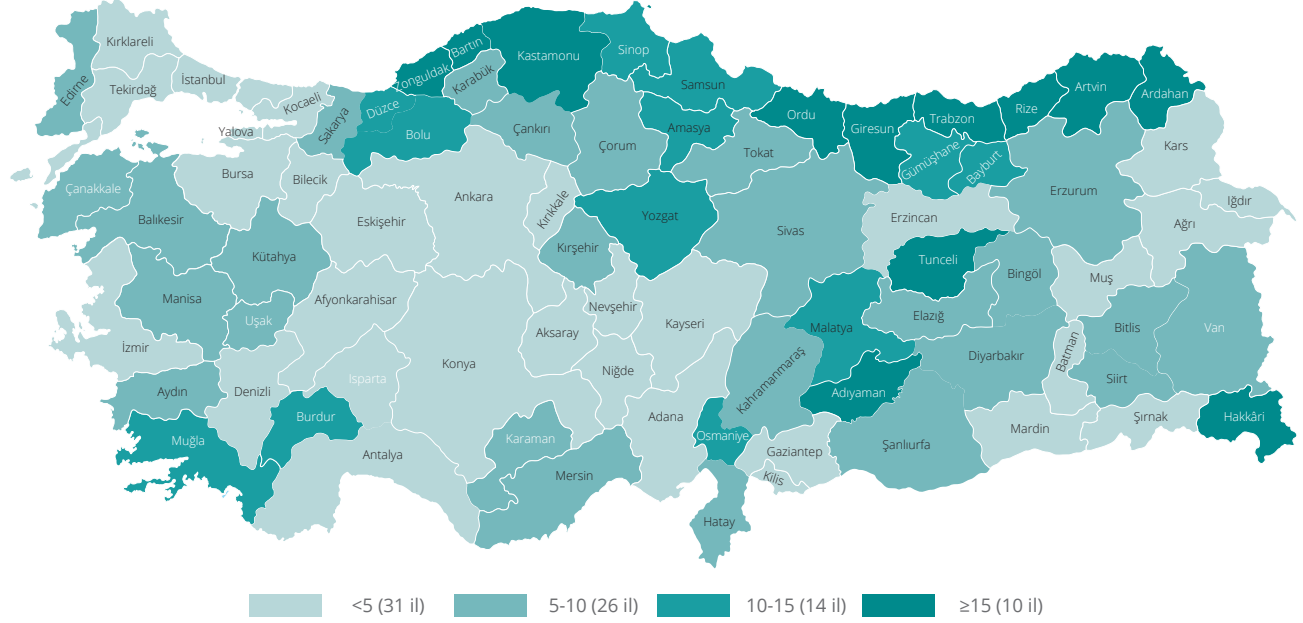 Kırklareli
Edirne
Tekirdağ
İstanbul
Kocaeli
Yalova
Sakarya
Düzce
Bolu
Zonguldak
Bartın
Karabük
Kastamonu
Sinop
Samsun
Çankırı
Çorum
Amasya
Tokat
Ordu
Giresun
Trabzon
Gümüşhane
Bayburt
Rize
Artvin
Ardahan
Kars
Iğdır
Ağrı
Erzurum
Erzincan
Çanakkale
Balıkesir
Bursa
Bilecik
Eskişehir
Ankara
Kırıkkale
Kırşehir
Yozgat
Sivas
Tunceli
Bingöl
Muş
Kütahya
Manisa
Uşak
Afyonkarahisar
Nevşehir
Aksaray
Kayseri
Malatya
Elazığ
Diyarbakır
Batman
Bitlis
Van
Siirt
İzmir
Aydın
Denizli
Isparta
Konya
Niğde
Kahramanmaraş
Adıyaman
Muğla
Burdur
Antalya
Karaman
Mersin
Adana
Osmaniye
Gaziantep
Kilis
Hatay
Şanlıurfa
Mardin
Şırnak
Hakkâri
<5 (31 il)
5-10 (26 il)
10-15 (14 il)
≥15 (10 il)